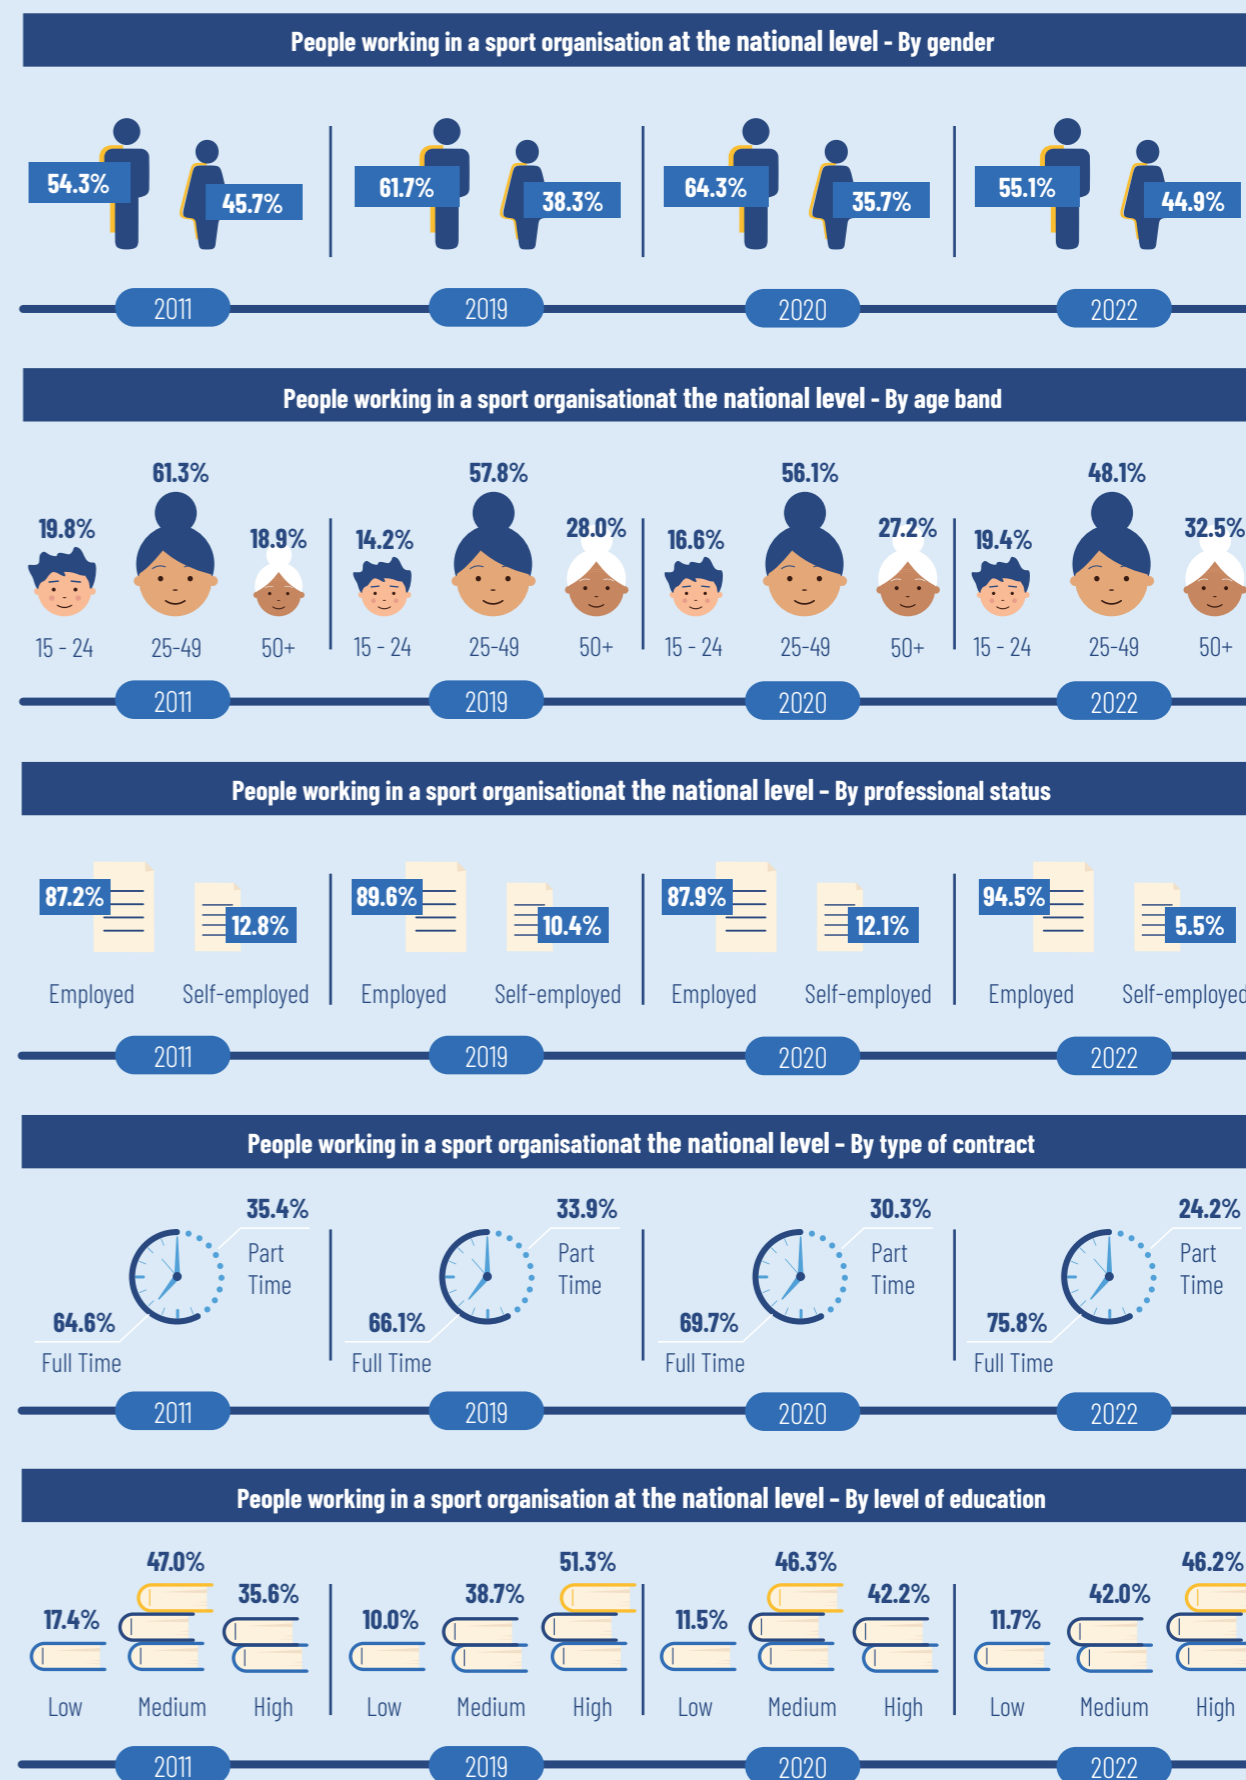 People working in a sport organisation at the national level - By gender
54.3%
45.7%
61.7%
38.3%
64.3%
35.7%
55.1%
44.9%
2011
2019
2020
2022
People working in a sport organisationat the national level - By age band
19.8%
61.3%
18.9%
14.2%
57.8%
28.0%
16.6%
56.1%
27.2%
19.4%
48.1%
32.5%
15 - 24
25-49
50+
15 - 24
25-49
50+
15 - 24
25-49
50+
15 - 24
25-49
50+
2011
2019
2020
2022
People working in a sport organisationat the national level – By professional status
87.2%
12.8%
89.6%
10.4%
87.9%
12.1%
94.5%
5.5%
Employed
Self-employed
Employed
Self-employed
Employed
Self-employed
Employed
Self-employed
2011
2019
2020
2022
People working in a sport organisationat the national level – By type of contract
35.4%
Part
Time
64.6%
Full Time
33.9%
Part
Time
66.1%
Full Time
30.3%
Part
Time
69.7%
Full Time
24.2%
Part
Time
75.8%
Full Time
2011
2019
2020
2022
People working in a sport organisation at the national level – By level of education
17.4%
47.0%
35.6%
10.0%
38.7%
51.3%
11.5%
46.3%
42.2%
11.7%
42.0%
46.2%
Low
Medium
High
Low
Medium
High
Low
Medium
High
Low
Medium
High
2011
2019
2020
2022